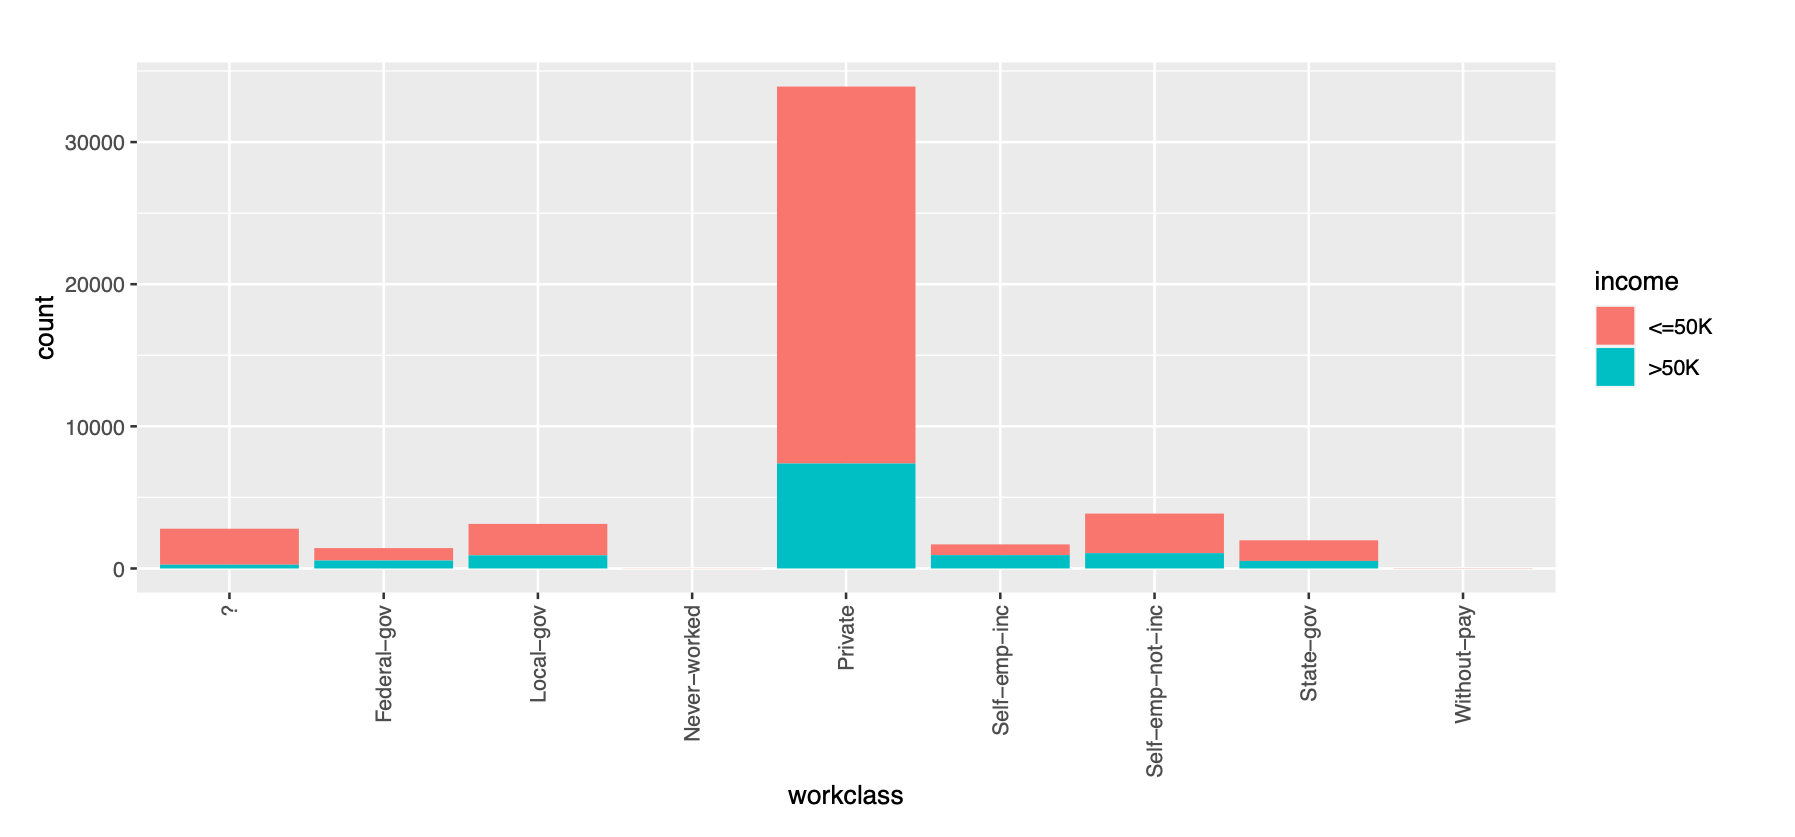 30000
20000
10000
0
count
?
Federal−gov
Local−gov
Never−worked
Private
Self−emp−inc
Self−emp−not−inc
State−gov
Without−pay
workclass
income
<=50K
>50K